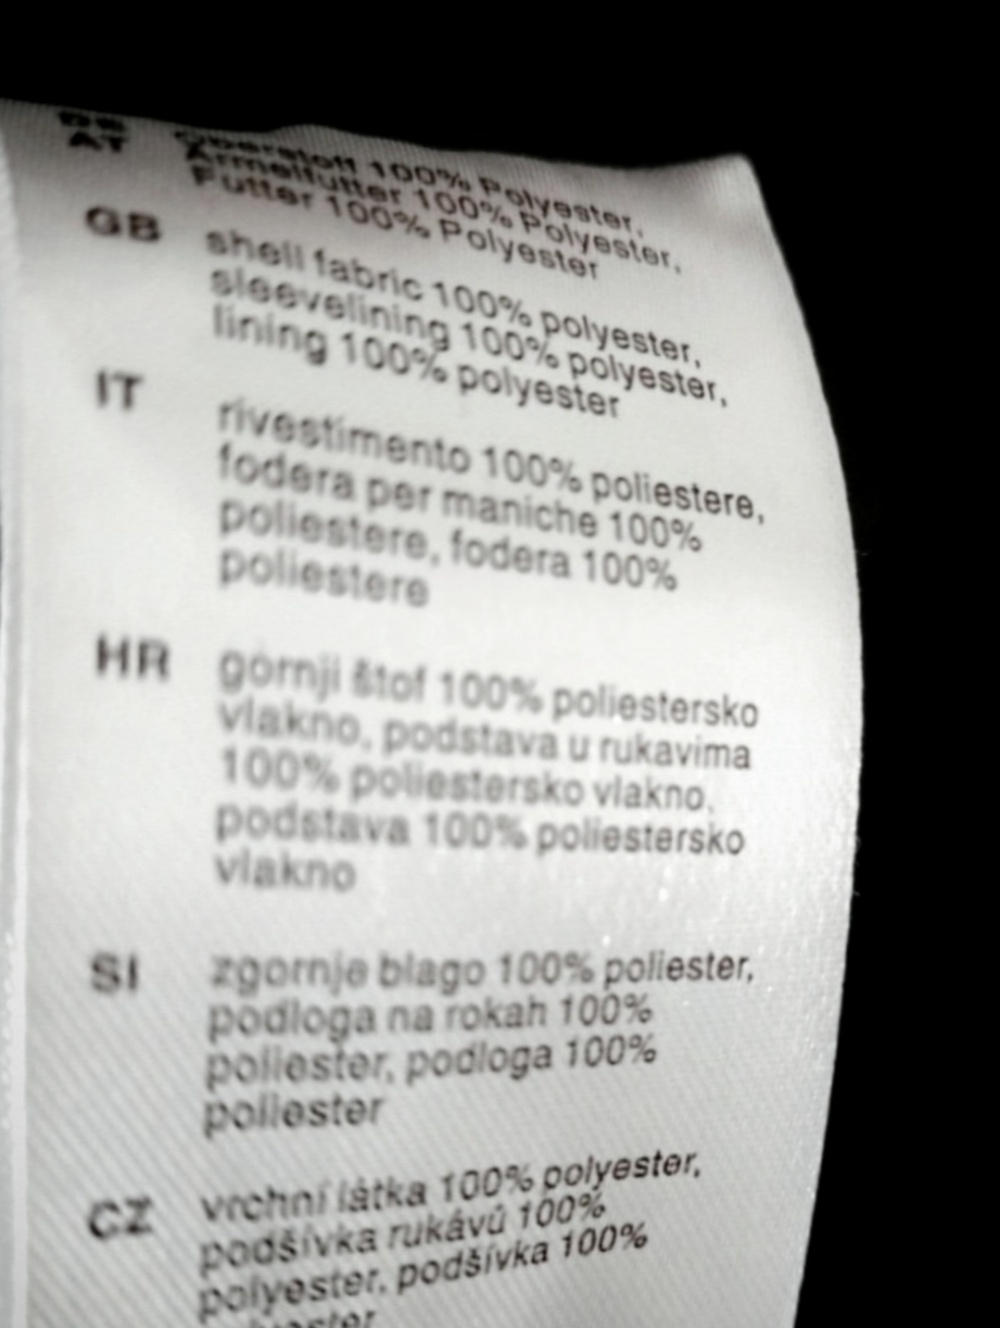 DE Oberstoff 100% Polyester,
AT Ärmelfutter 100% Polyester,
Futter 100% Polyester
GB shell fabric 100% polyester,
sleevelining 100% polyester,
lining 100% polyester
IT rivestimento 100% poliestere,
fodera per maniche 100%
poliestere, fodera 100%
poliestere
HR gornji štof 100% poliestersko
vlakno, podstava u rukavima
100% poliestersko vlakno,
podstava 100% poliestersko
vlakno
SI zgornje blago 100% poliester,
podloga na rokah 100%
poliester, podloga 100%
poliester
CZ vrchní látka 100% polyester,
podšívka rukávů 100%
polyester, podšívka 100%